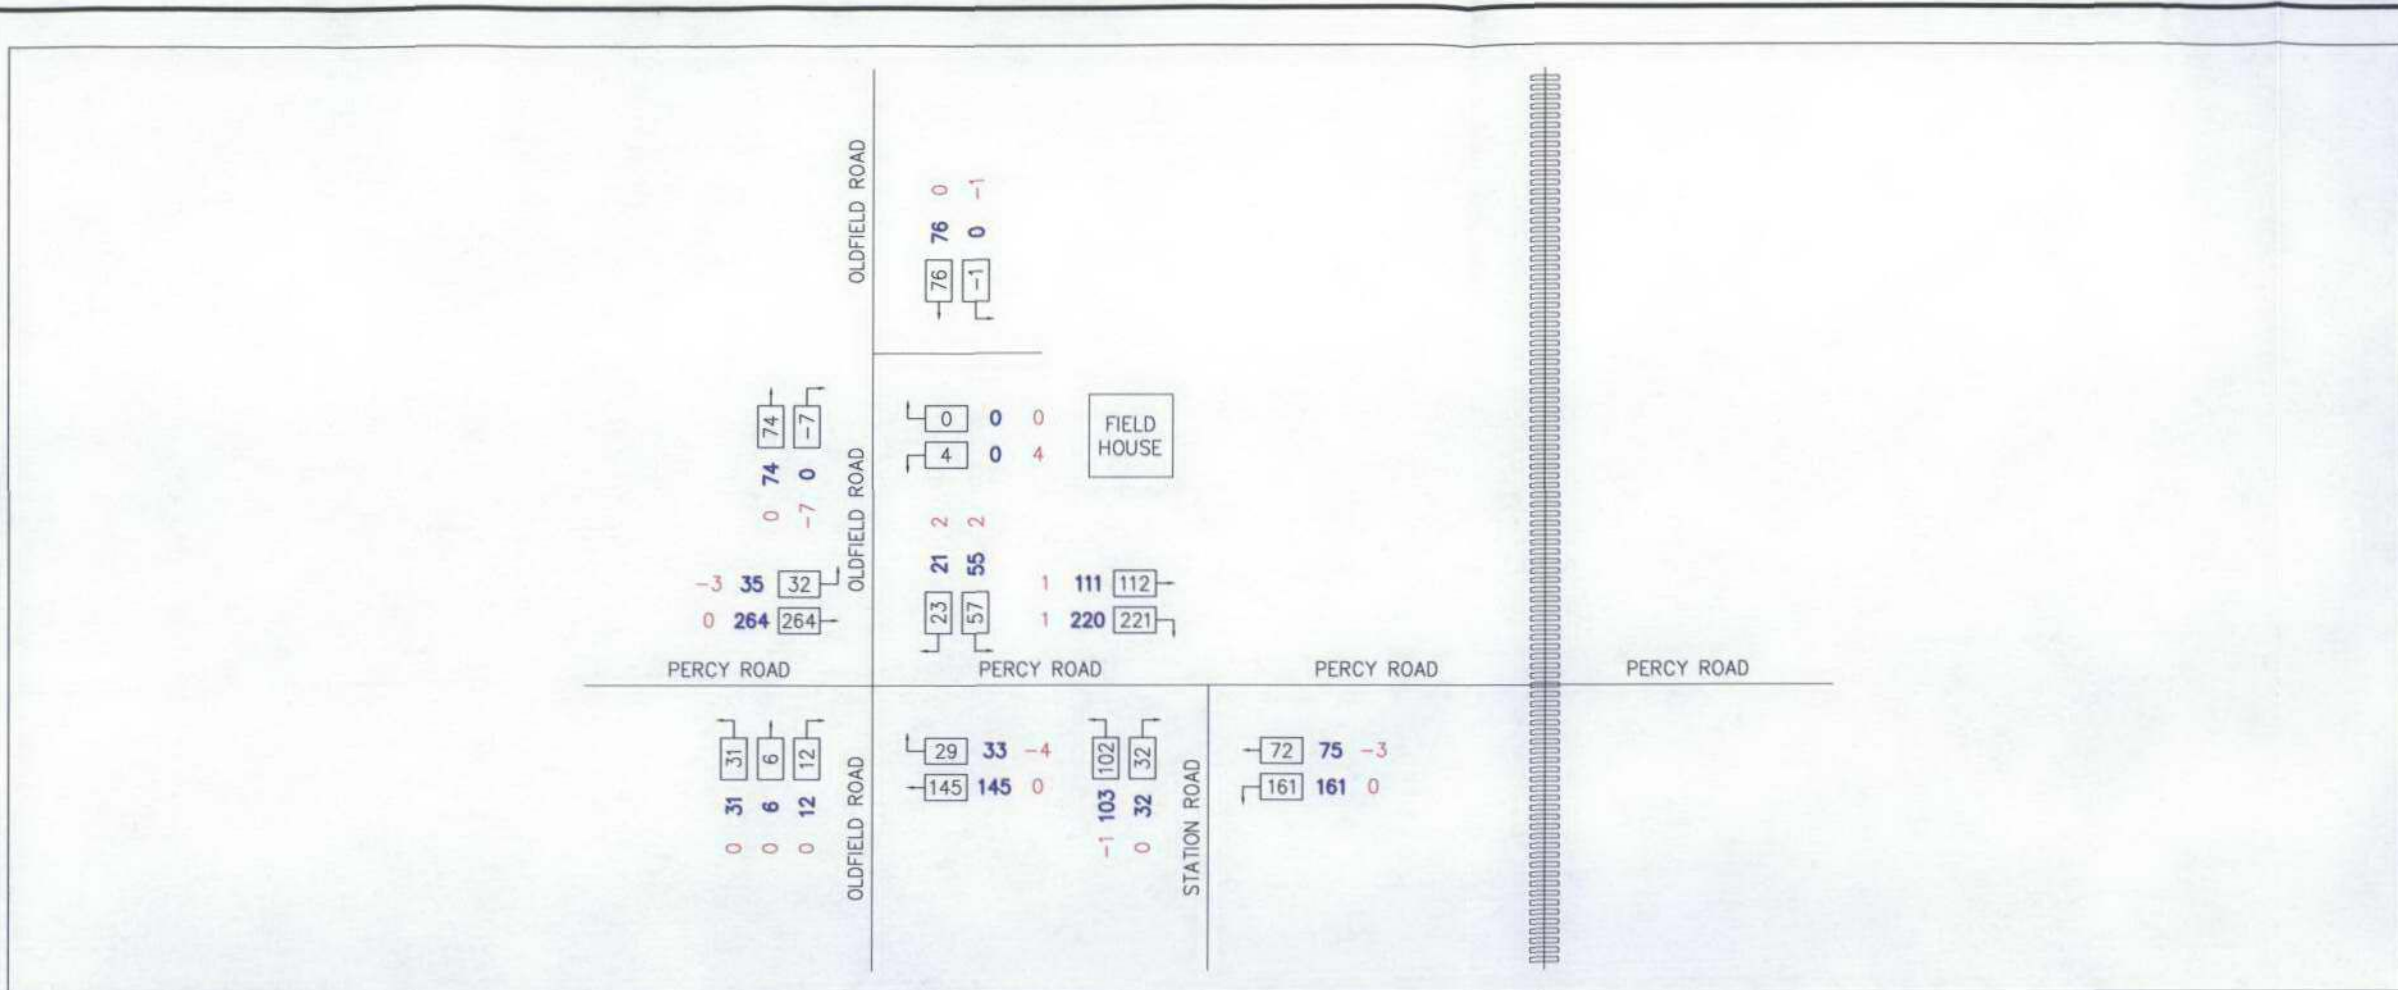 OLDFIELD ROAD
0 -1
76 0
76 -1
74 -7
74 0
0 -7
OLDFIELD ROAD
0 0 0
4 0 4
FIELD
HOUSE
2 2
21 55
23 57
-3 35 32
0 264 264
1 111 112
1 220 221
PERCY ROAD
PERCY ROAD
PERCY ROAD
PERCY ROAD
31 6 12
31 6 12
0 0 0
OLDFIELD ROAD
29 33 -4
145 145 0
102 32
103 32
-1 0
STATION ROAD
72 75 -3
161 161 0